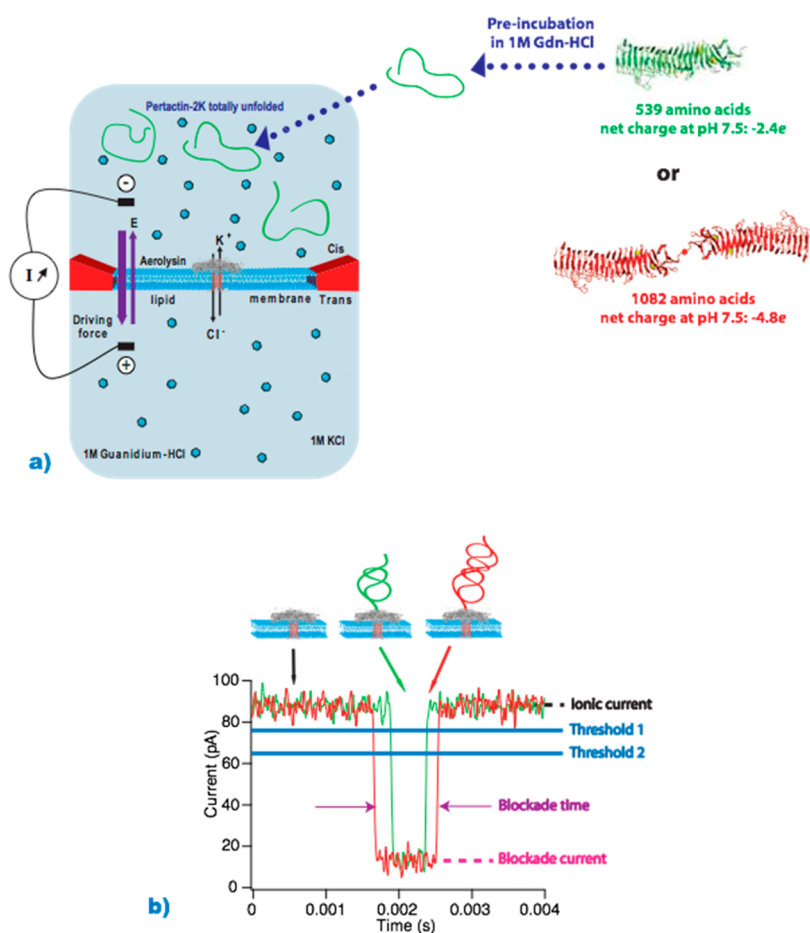 Pre-incubation
in 1M Gdn-HCl
539 amino acids
net charge at pH 7.5: -2.4e
or
1082 amino acids
net charge at pH 7.5: -4.8e
Pertactin-2K totally unfolded
-
E
K+
Cis
Aerolysin
I
lipid
membrane
Trans
Driving
force
Cl-
+
1M Guanidium-HCl
1M KCl
a)
100
80
60
40
20
0
Current (pA)
Ionic current
Threshold 1
Threshold 2
Blockade time
Blockade current
0
0.001
0.002
0.003
0.004
Time (s)
b)